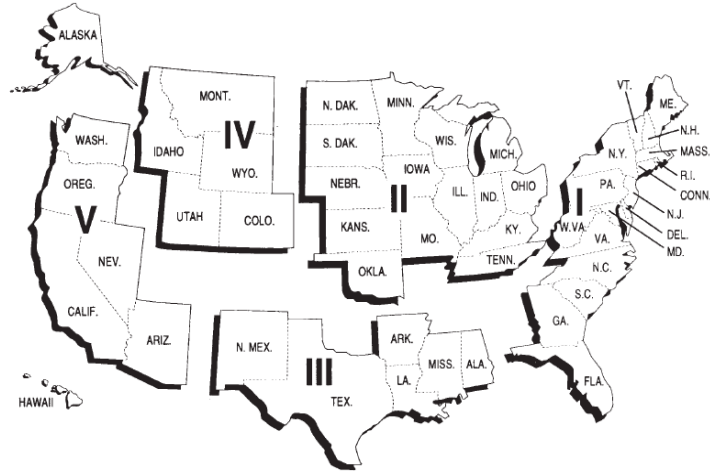 ALASKA
WASH.
OREG.
V
NEV.
CALIF.
ARIZ.
HAWAII
MONT.
IV
IDAHO
WYO.
UTAH
COLO.
N. DAK.
MINN.
S. DAK.
WIS.
MICH.
NEBR.
IOWA
II
ILL.
IND.
OHIO
KANS.
MO.
KY.
OKLA.
TENN.
N. MEX.
III
TEX.
ARK.
LA.
MISS.
ALA.
VT.
ME.
N.H.
N.Y.
MASS.
R.I.
PA.
CONN.
I
N.J.
W.VA.
DEL.
VA.
MD.
N.C.
S.C.
GA.
FLA.